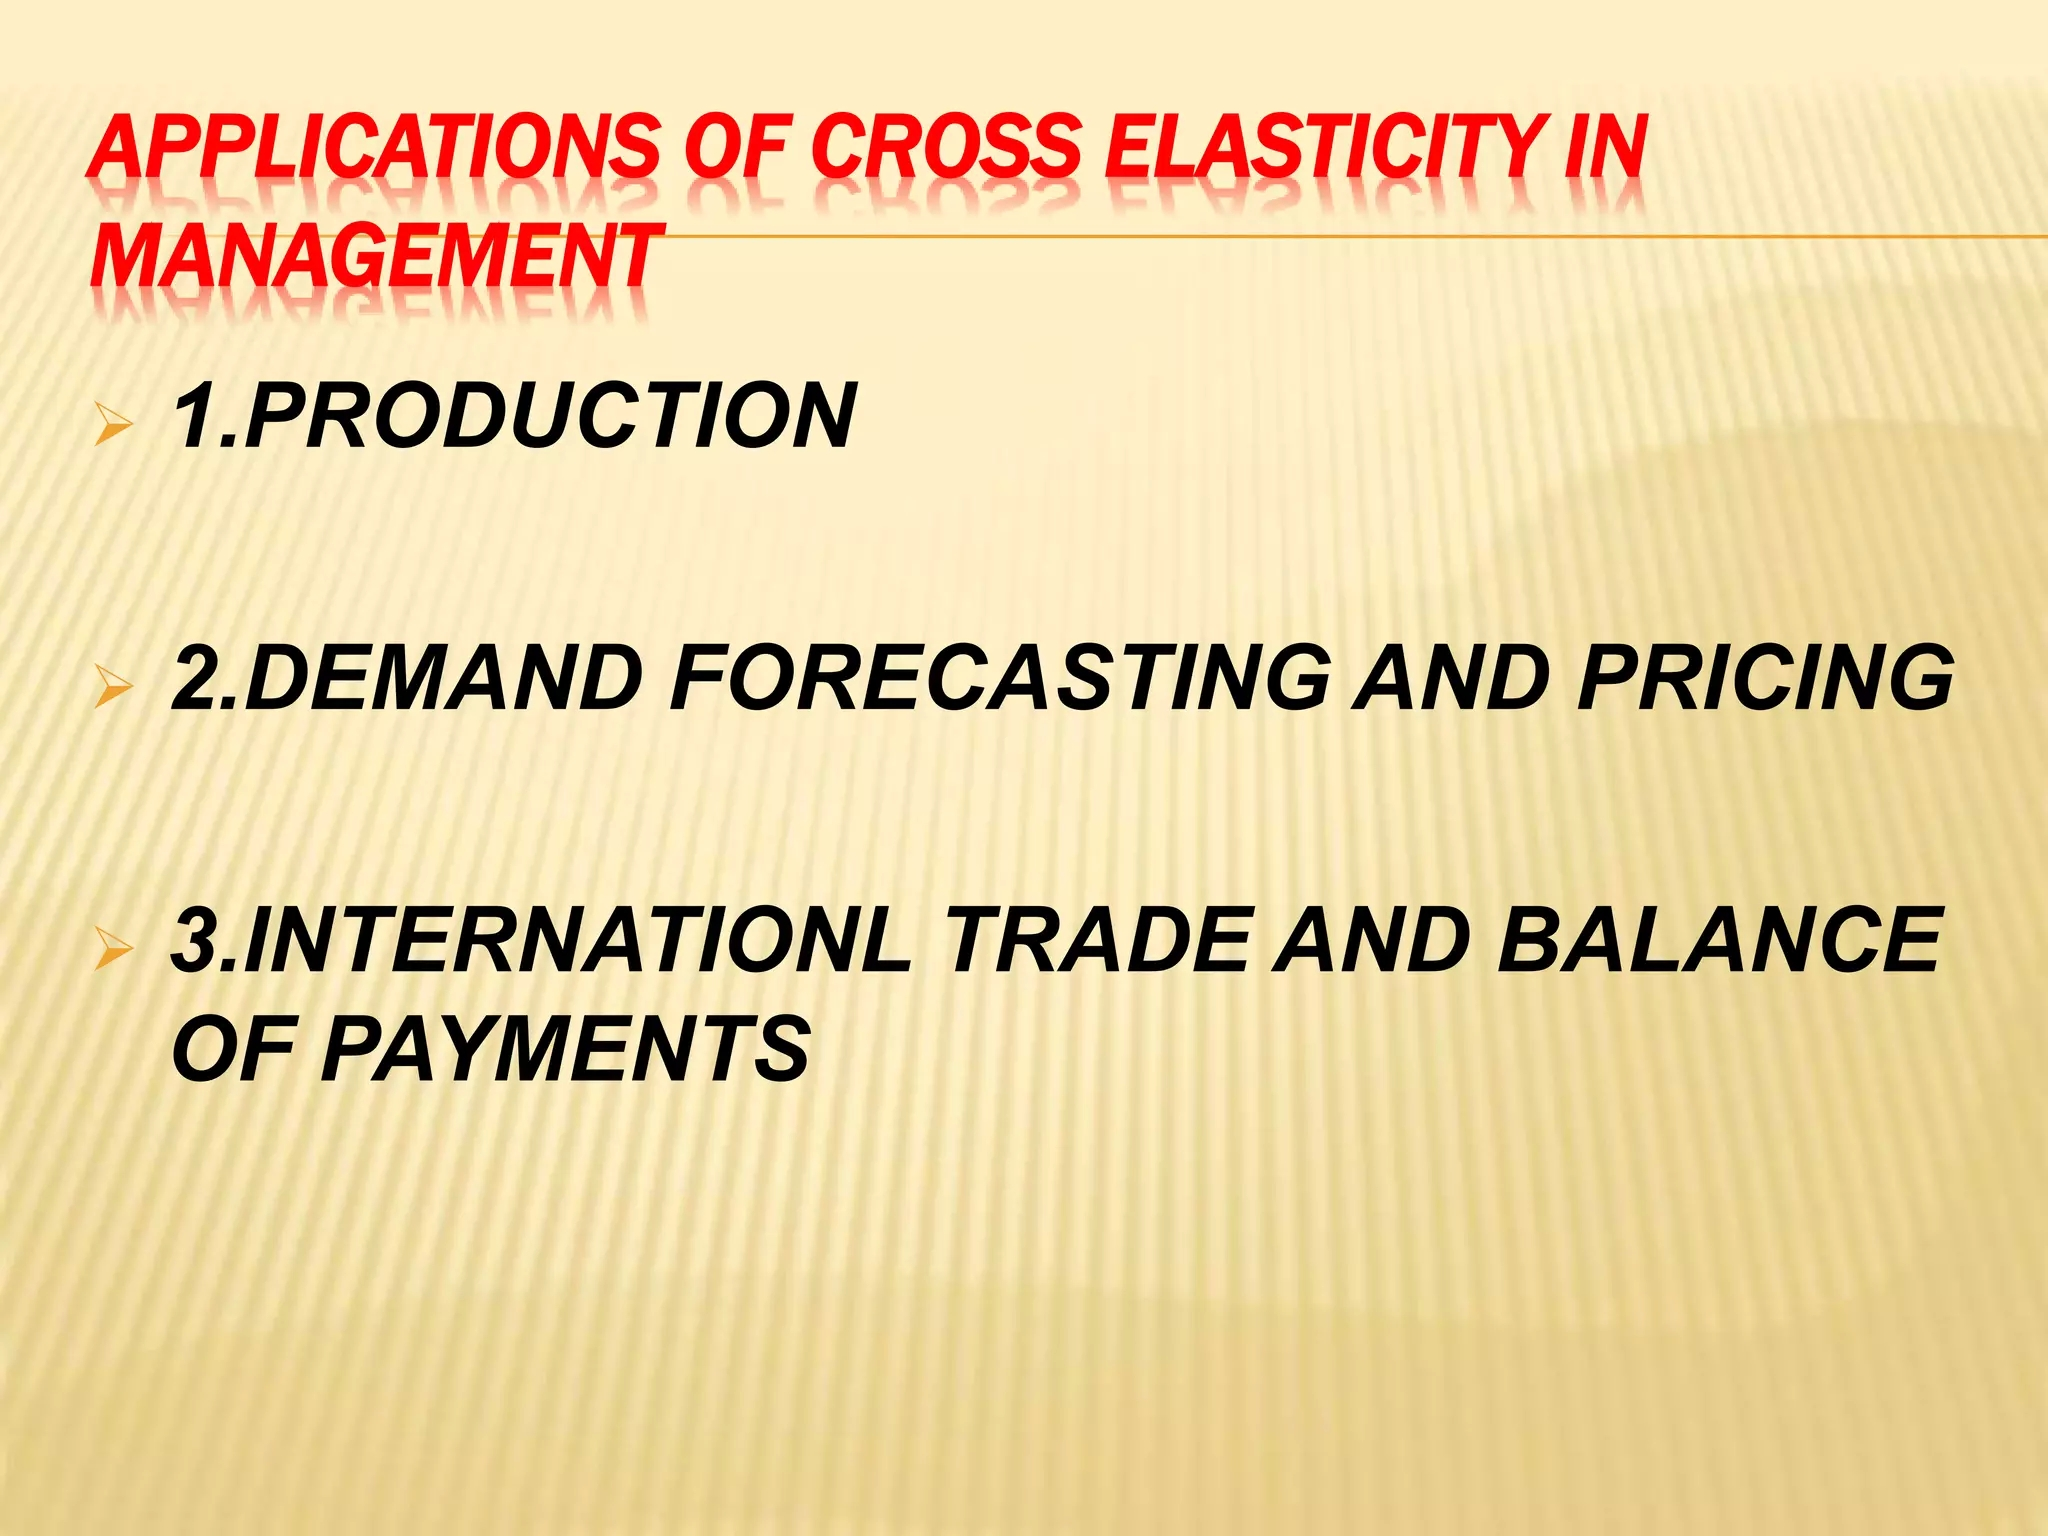 APPLICATIONS OF CROSS ELASTICITY IN
MANAGEMENT
1.PRODUCTION
2.DEMAND FORECASTING AND PRICING
3.INTERNATIONL TRADE AND BALANCE
OF PAYMENTS